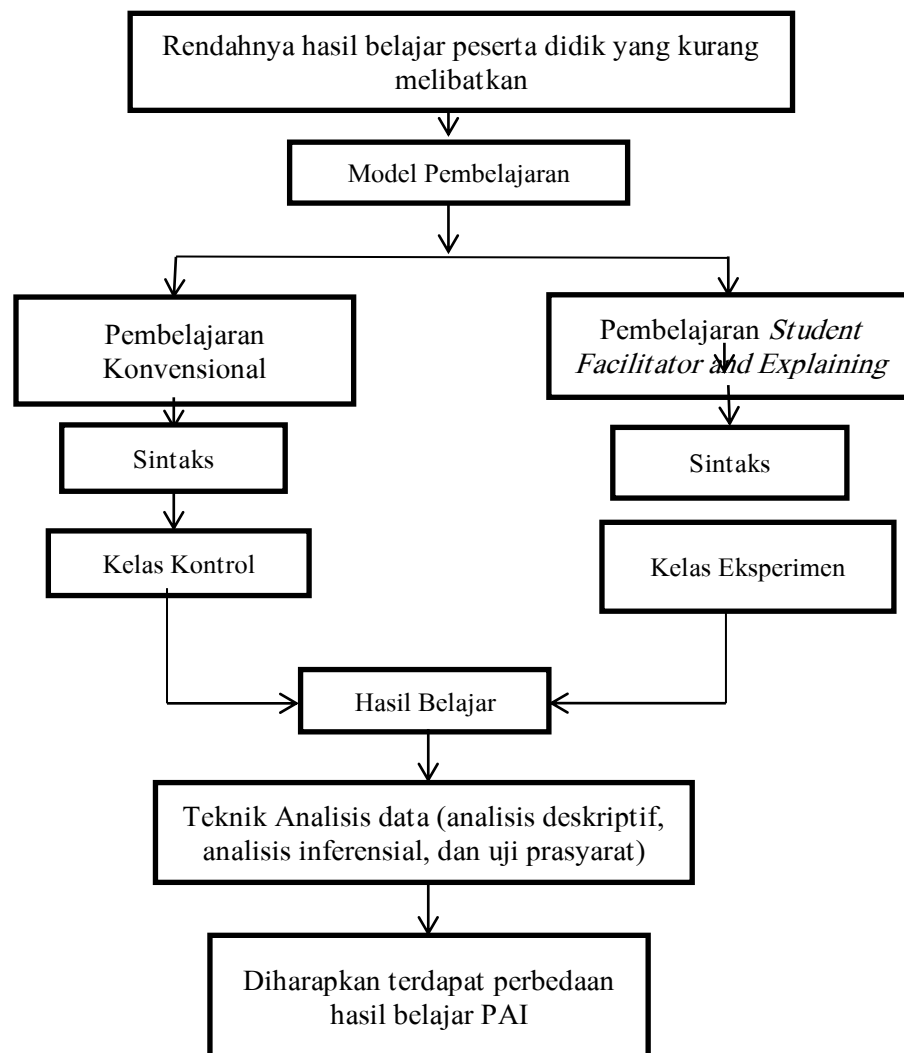 Rendahnya hasil belajar peserta didik yang kurang
melibatkan
Model Pembelajaran
Pembelajaran
Konvensional
Pembelajaran Student
Facilitator and Explaining
Sintaks
Sintaks
Kelas Kontrol
Kelas Eksperimen
Hasil Belajar
Teknik Analisis data (analisis deskriptif,
analisis inferensial, dan uji prasyarat)
Diharapkan terdapat perbedaan
hasil belajar PAI